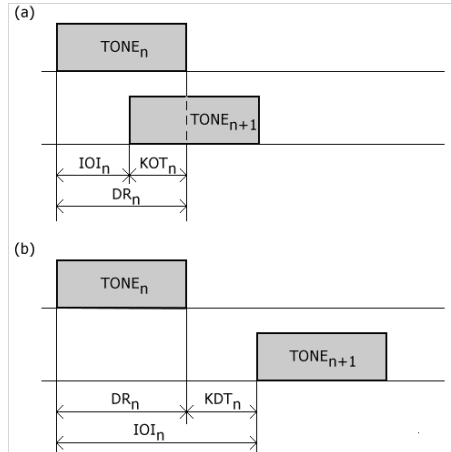 (a)
TONEn
TONEn+1
IOIn KOTn
DRn
(b)
TONEn
TONEn+1
DRn KDTn
IOIn